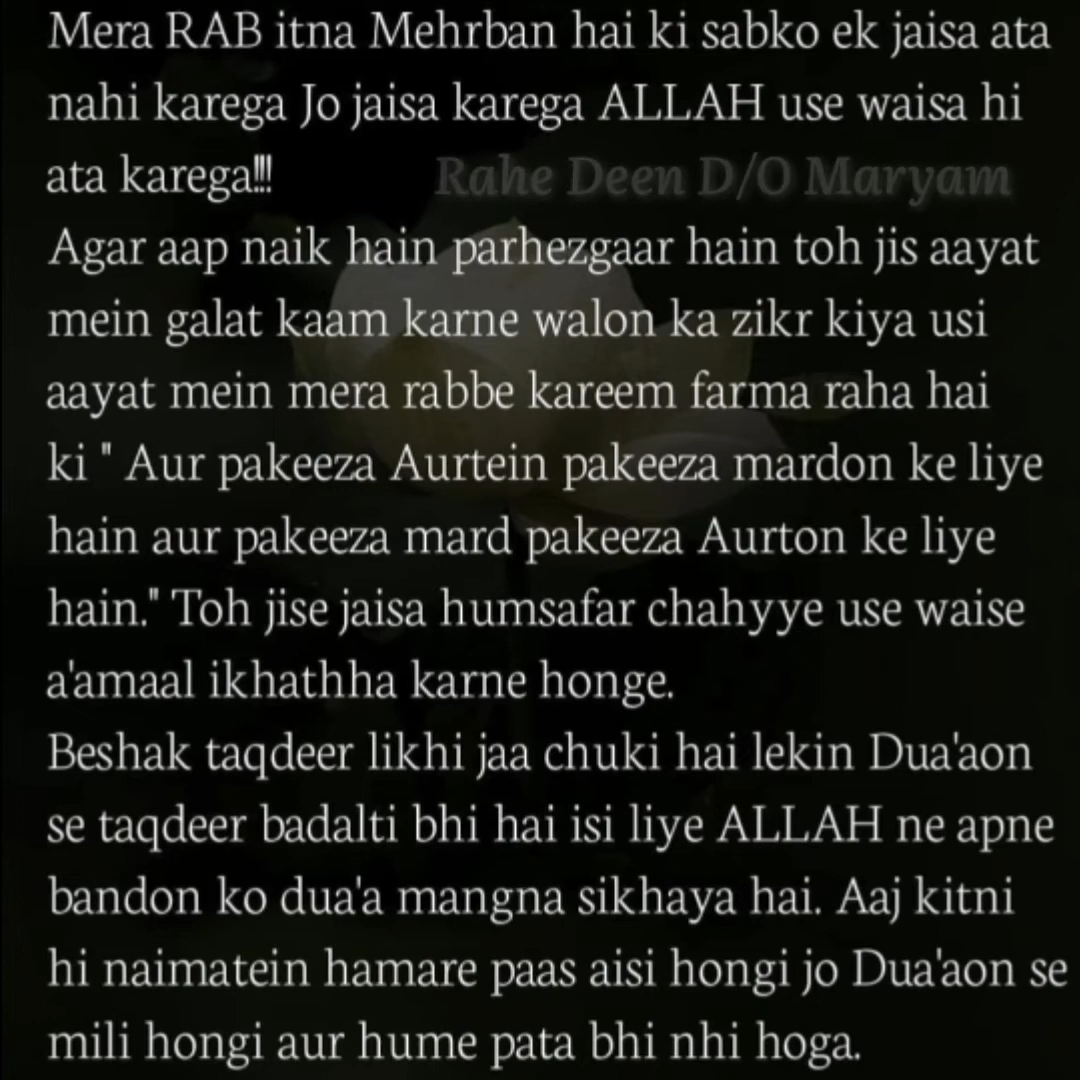 Mera RAB itna Mehrban hai ki sabko ek jaisa ata
nahi karega Jo jaisa karega ALLAH use waisa hi
ata karega!!!
Rahe Deen D/O Maryam
Agar aap naik hain parhezgaar hain toh jis aayat
mein galat kaam karne walon ka zikr kiya usi
aayat mein mera rabbe kareem farma raha hai
ki " Aur pakeeza Aurtein pakeeza mardon ke liye
hain aur pakeeza mard pakeeza Aurton ke liye
hain." Toh jise jaisa humsafar chahyye use waise
a'amaal ikhathha karne honge.
Beshak taqdeer likhi jaa chuki hai lekin Dua'aon
se taqdeer badalti bhi hai isi liye ALLAH ne apne
bandon ko dua'a mangna sikhaya hai. Aaj kitni
hi naimatein hamare paas aisi hongi jo Dua'aon se
mili hongi aur hume pata bhi nhi hoga.